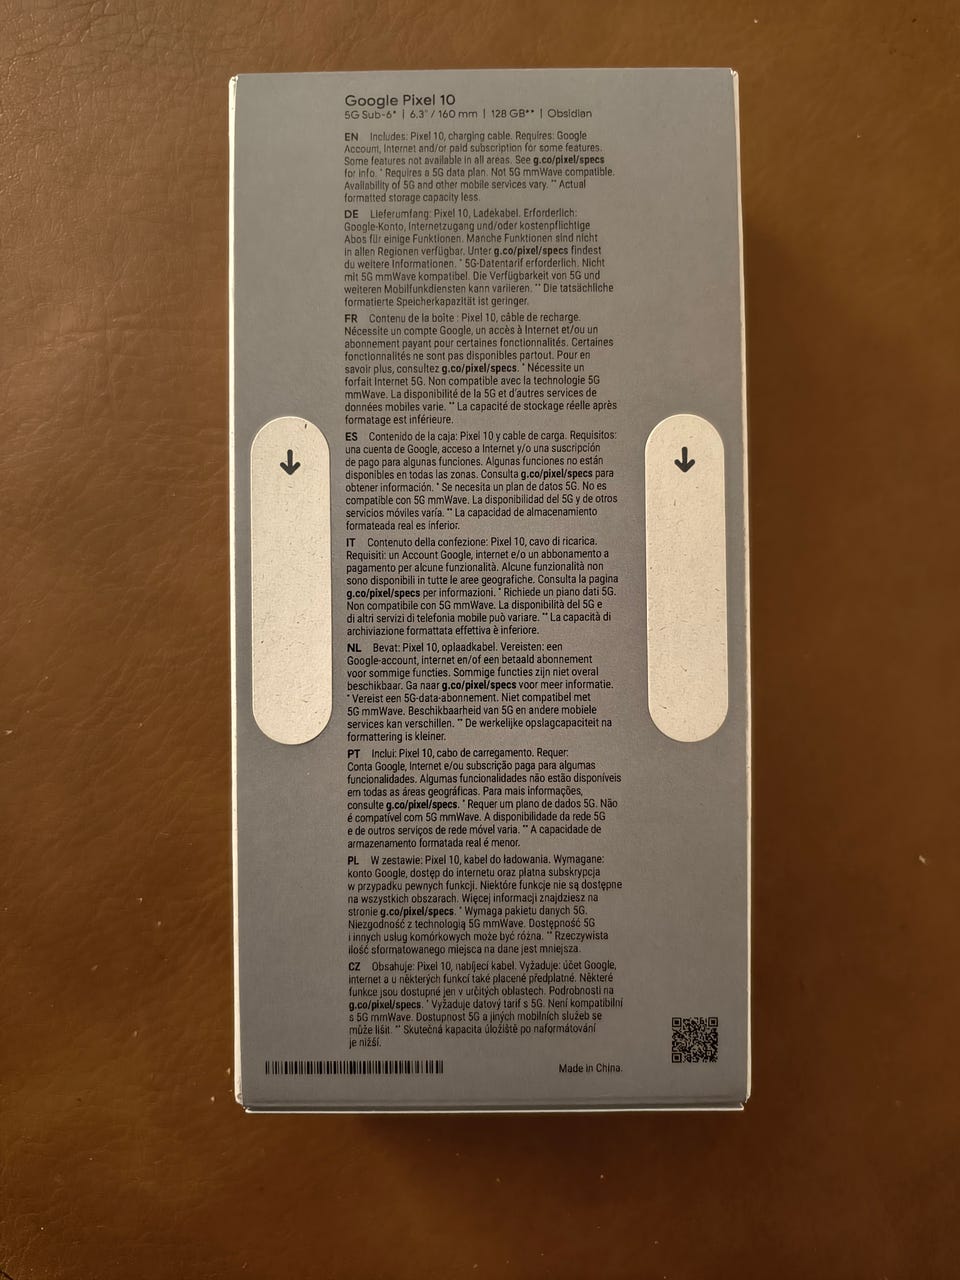 Google Pixel 10
5G Sub-6* | 6.3" / 160 mm | 128 GB** | Obsidian
EN Includes: Pixel 10, charging cable. Requires: Google
Account, Internet and/or paid subscription for some features.
Some features not available in all areas. See g.co/pixel/specs
for info. * Requires a 5G data plan. Not 5G mmWave compatible.
Availability of 5G and other mobile services vary. ** Actual
formatted storage capacity less.
DE Lieferumfang: Pixel 10, Ladekabel. Erforderlich:
Google-Konto, Internetzugang und/oder kostenpflichtige
Abos für einige Funktionen. Manche Funktionen sind nicht
in allen Regionen verfügbar. Unter g.co/pixel/specs findest
du weitere Informationen. * 5G-Datentarif erforderlich. Nicht
mit 5G mmWave kompatibel. Die Verfügbarkeit von 5G und
weiteren Mobilfunkdiensten kann variieren. ** Die tatsächliche
formatierte Speicherkapazität ist geringer.
FR Contenu de la boîte : Pixel 10, câble de recharge.
Nécessite un compte Google, un accès à Internet et/ou un
abonnement payant pour certaines fonctionnalités. Certaines
fonctionnalités ne sont pas disponibles partout. Pour en
savoir plus, consultez g.co/pixel/specs. * Nécessite un
forfait Internet 5G. Non compatible avec la technologie 5G
mmWave. La disponibilité de la 5G et d'autres services de
données mobiles varie. ** La capacité de stockage réelle après
formatage est inférieure.
ES Contenido de la caja: Pixel 10 y cable de carga. Requisitos:
una cuenta de Google, acceso a Internet y/o una suscripción
de pago para algunas funciones. Algunas funciones no están
disponibles en todas las zonas. Consulta g.co/pixel/specs para
obtener información. * Se necesita un plan de datos 5G. No es
compatible con 5G mmWave. La disponibilidad del 5G y de otros
servicios móviles varía. ** La capacidad de almacenamiento
formateada real es inferior.
IT Contenuto della confezione: Pixel 10, cavo di ricarica.
Requisiti: un Account Google, internet e/o un abbonamento a
pagamento per alcune funzionalità. Alcune funzionalità non
sono disponibili in tutte le aree geografiche. Consulta la pagina
g.co/pixel/specs per informazioni. * Richiede un piano dati 5G.
Non compatibile con 5G mmWave. La disponibilità del 5G e
di altri servizi di telefonia mobile può variare. ** La capacità di
archiviazione formattata effettiva è inferiore.
NL Bevat: Pixel 10, oplaadkabel. Vereisten: een
Google-account, internet en/of een betaald abonnement
voor sommige functies. Sommige functies zijn niet overal
beschikbaar. Ga naar g.co/pixel/specs voor meer informatie.
* Vereist een 5G-data-abonnement. Niet compatibel met
5G mmWave. Beschikbaarheid van 5G en andere mobiele
services kan verschillen. ** De werkelijke opslagcapaciteit na
formattering is kleiner.
PT Inclui: Pixel 10, cabo de carregamento. Requer:
Conta Google, Internet e/ou subscrição paga para algumas
funcionalidades. Algumas funcionalidades não estão disponíveis
em todas as áreas geográficas. Para mais informações,
consulte g.co/pixel/specs. * Requer um plano de dados 5G. Não
é compatível com 5G mmWave. A disponibilidade da rede 5G
e de outros serviços de rede móvel varia. ** A capacidade de
armazenamento formatada real é menor.
PL W zestawie: Pixel 10, kabel do ładowania. Wymagane:
konto Google, dostęp do internetu oraz płatna subskrypcja
w przypadku pewnych funkcji. Niektóre funkcje nie są dostępne
na wszystkich obszarach. Więcej informacji znajdziesz na
stronie g.co/pixel/specs. * Wymaga pakietu danych 5G.
Niezgodność z technologią 5G mmWave. Dostępność 5G
i innych usług komórkowych może być różna. ** Rzeczywista
ilość sformatowanego miejsca na dane jest mniejsza.
CZ Obsahuje: Pixel 10, nabíjecí kabel. Vyžaduje: účet Google,
internet a u některých funkcí také placené předplatné. Některé
funkce jsou dostupné jen v určitých oblastech. Podrobnosti na
g.co/pixel/specs. * Vyžaduje datový tarif s 5G. Není kompatibilní
s 5G mmWave. Dostupnost 5G a jiných mobilních služeb se
může lišit. ** Skutečná kapacita úložiště po naformátování
je nižší.
Made in China.